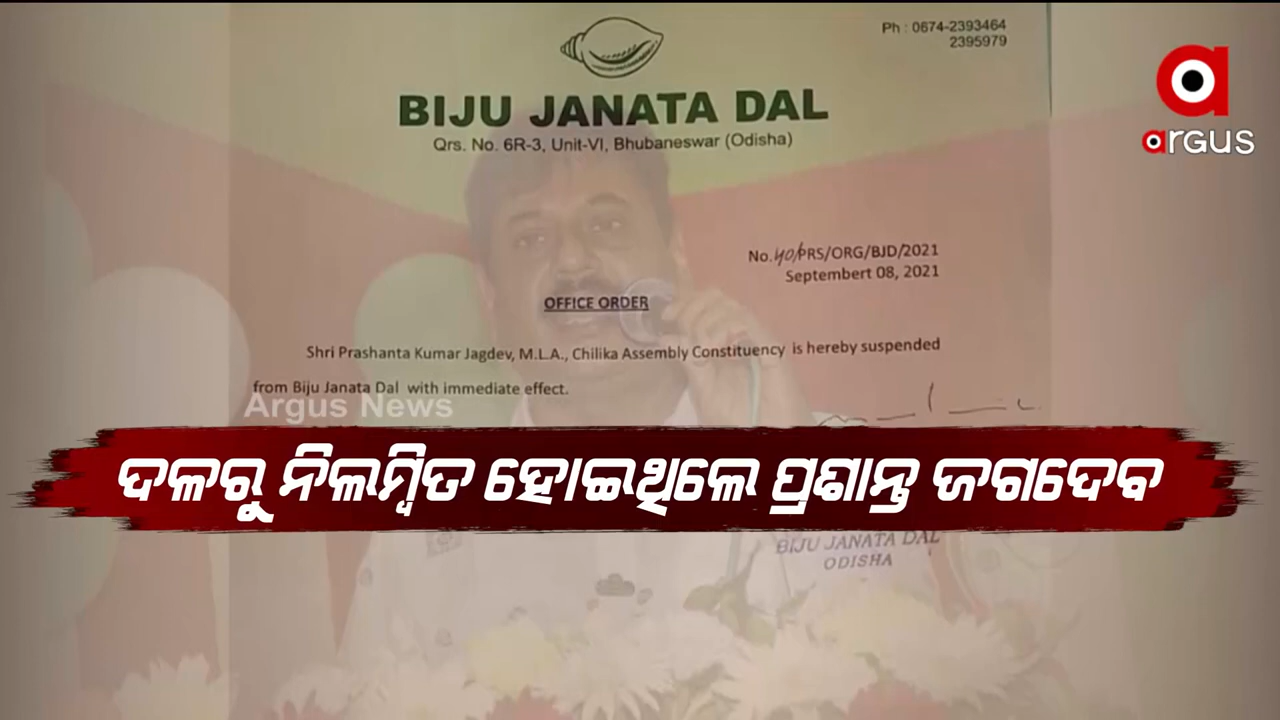 Ph : 0674-2393464
2395979
argus
BIJU JANATA DAL
Qrs. No. 6R-3, Unit-VI, Bhubaneswar (Odisha)
No.40/PRS/ORG/BJD/2021
Septembert 08, 2021
OFFICE ORDER
Shri Prashanta Kumar Jagdev, M.L.A., Chilika Assembly Constituency is hereby suspended
from Biju Janata Dal with immediate effect.
Argus News
ଦଳରୁ ନିଲମ୍ବିତ ହୋଇଥିଲେ ପ୍ରଶାନ୍ତ ଜଗଦେବ
BIJU JANATA DAL
ODISHA